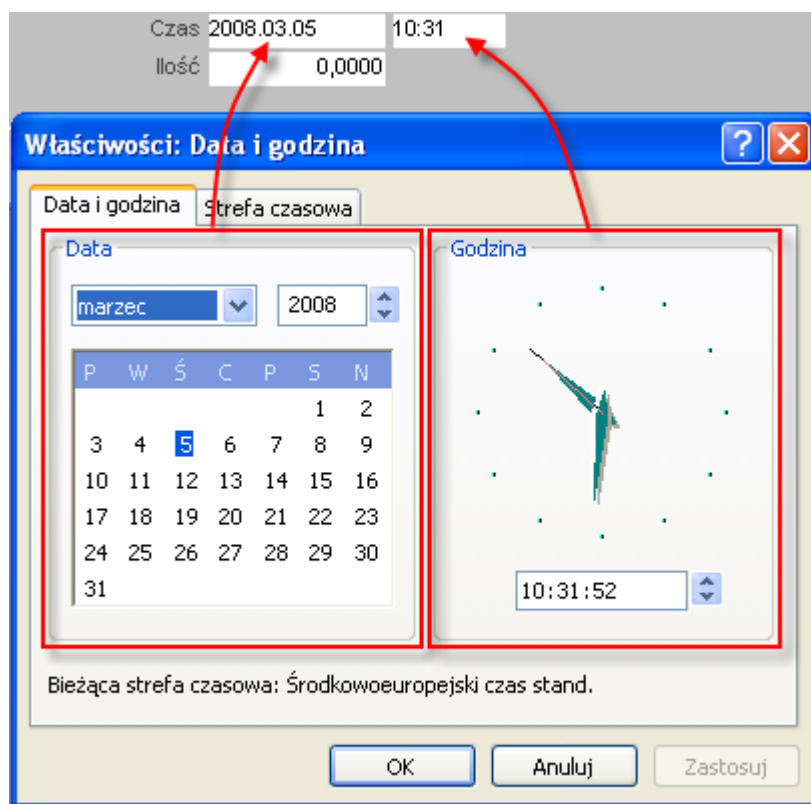 Czas 2008.03.05 10:31
Ilość 0,0000
Właściwości: Data i godzina
Data i godzina Strefa czasowa
Data
marzec 2008
P W Ś C P S N
1 2
3 4 5 6 7 8 9
10 11 12 13 14 15 16
17 18 19 20 21 22 23
24 25 26 27 28 29 30
31
Godzina
10:31:52
Bieżąca strefa czasowa: Środkowoeuropejski czas stand.
OK Anuluj Zastosuj